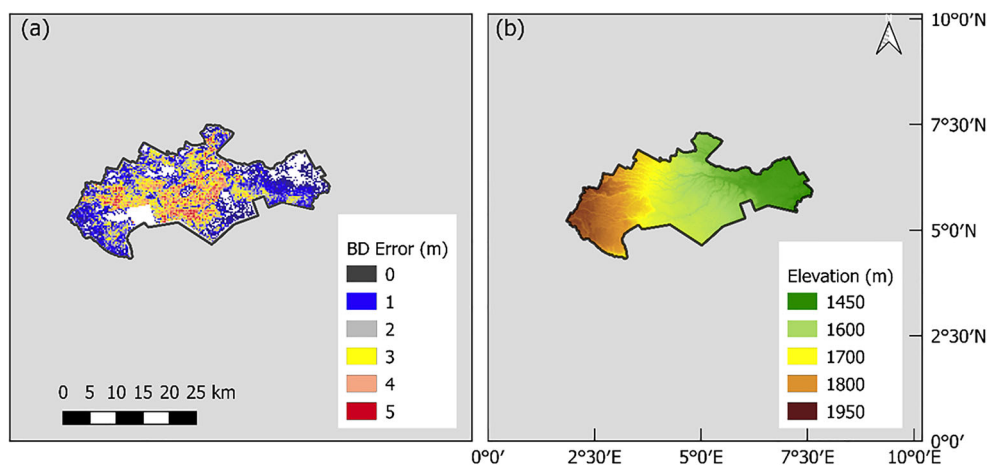 (a)
BD Error (m)
0
1
2
3
4
5
0 5 10 15 20 25 km
(b)
N
Elevation (m)
1450
1600
1700
1800
1950
10°0′N
7°30′N
5°0′N
2°30′N
0°0′
0°0′ 2°30′E 5°0′E 7°30′E 10°0′E